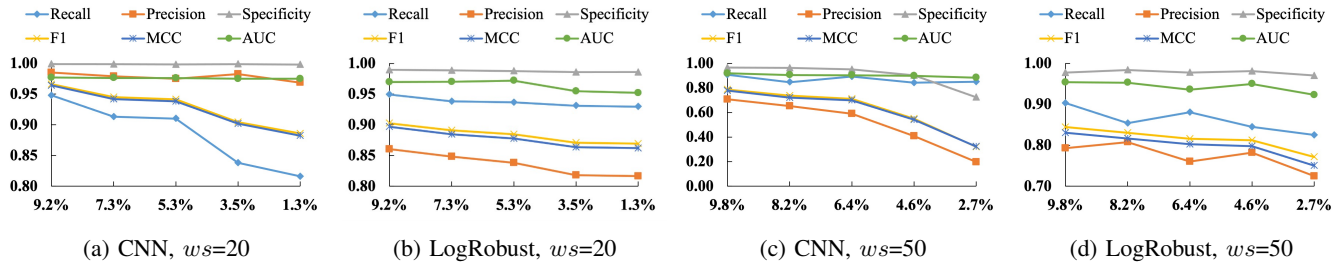 Recall Precision Specificity
F1 MCC AUC
1.00
0.95
0.90
0.85
0.80
9.2% 7.3% 5.3% 3.5% 1.3%
(a) CNN, ws=20
Recall Precision Specificity
F1 MCC AUC
1.00
0.95
0.90
0.85
0.80
9.2% 7.3% 5.3% 3.5% 1.3%
(b) LogRobust, ws=20
Recall Precision Specificity
F1 MCC AUC
1.00
0.80
0.60
0.40
0.20
0.00
9.8% 8.2% 6.4% 4.6% 2.7%
(c) CNN, ws=50
Recall Precision Specificity
F1 MCC AUC
1.00
0.90
0.80
0.70
9.8% 8.2% 6.4% 4.6% 2.7%
(d) LogRobust, ws=50